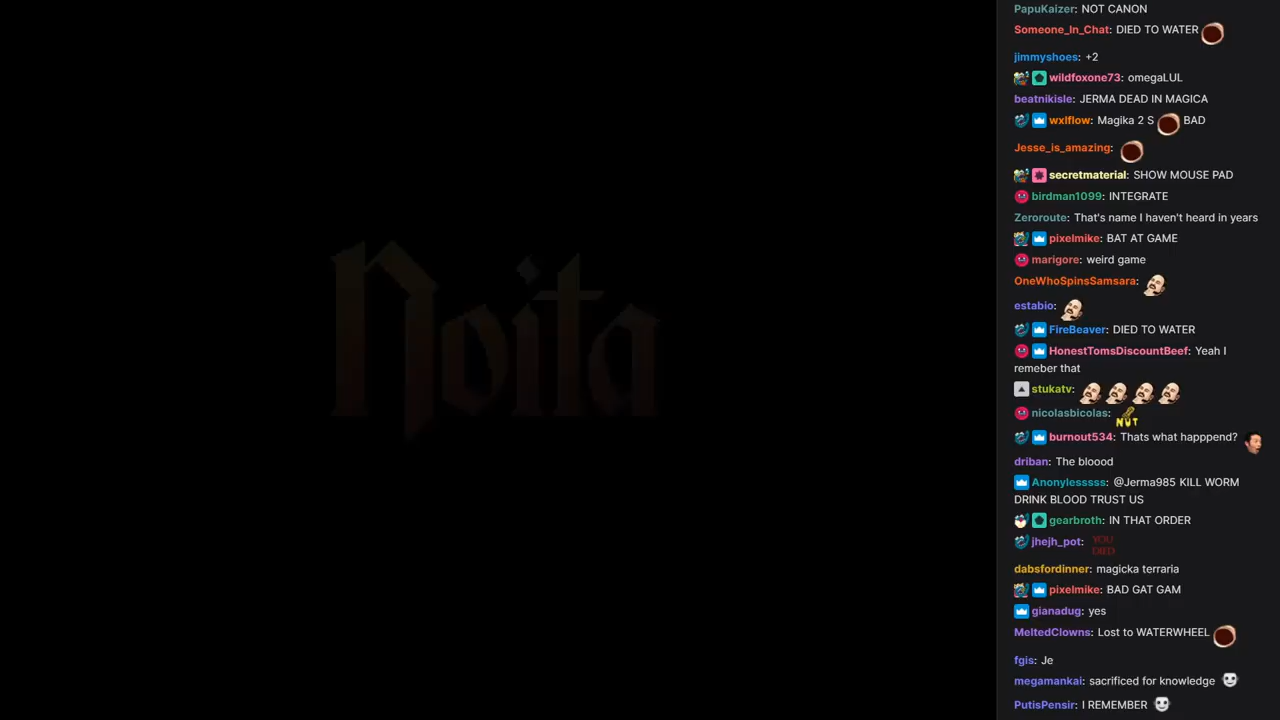 Noita
PapuKaizer: NOT CANON
Someone_In_Chat: DIED TO WATER
jimmyshoes: +2
wildfoxone73: omegaLUL
beatnikisle: JERMA DEAD IN MAGICA
wxlflow: Magika 2 S BAD
Jesse_is_amazing:
secretmaterial: SHOW MOUSE PAD
birdman1099: INTEGRATE
Zeroroute: That's name I haven't heard in years
pixelmike: BAT AT GAME
marigore: weird game
OneWhoSpinsSamsara:
estabio:
FireBeaver: DIED TO WATER
HonestTomsDiscountBeef: Yeah I
remeber that
stukatv:
nicolasbicolas: NUT
burnout534: Thats what happpend?
driban: The bloood
Anonylesssss: @Jerma985 KILL WORM
DRINK BLOOD TRUST US
gearbroth: IN THAT ORDER
jhejh_pot: YOU DIED
dabsfordinner: magicka terraria
pixelmike: BAD GAT GAM
gianadug: yes
MeltedClowns: Lost to WATERWHEEL
fgis: Je
megamankai: sacrificed for knowledge
PutisPensir: I REMEMBER